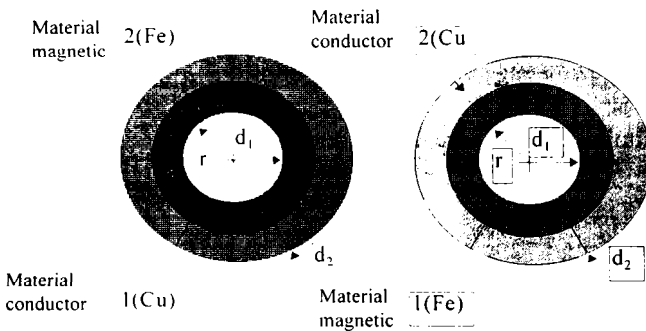 Material
magnetic 2(Fe)
Material
conductor 2(Cu
d1
r
d2
d1
r
d2
Material
conductor 1(Cu)
Material
magnetic 1(Fe)